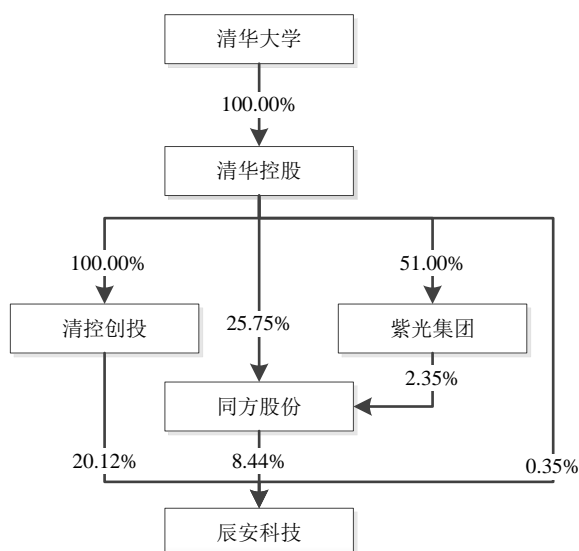 清华大学
100.00%
清华控股
100.00%
51.00%
清控创投
25.75%
紫光集团
2.35%
同方股份
20.12%
8.44%
0.35%
辰安科技